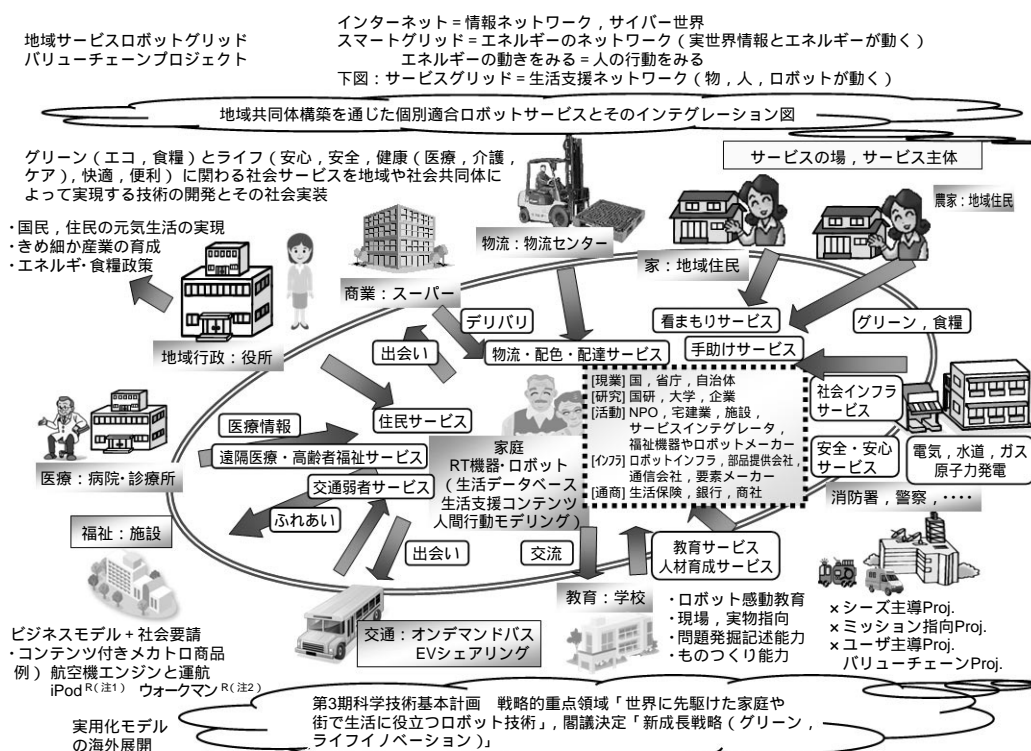 地域サービスロボットグリッド
バリューチェーンプロジェクト
インターネット＝情報ネットワーク，サイバー世界
スマートグリッド＝エネルギーのネットワーク（実世界情報とエネルギーが動く）
エネルギーの動きをみる＝人の行動をみる
下図：サービスグリッド＝生活支援ネットワーク（物，人，ロボットが動く）
地域共同体構築を通じた個別適合ロボットサービスとそのインテグレーション図
グリーン（エコ，食糧）とライフ（安心，安全，健康（医療，介護，
ケア），快適，便利）に関わる社会サービスを地域や社会共同体に
よって実現する技術の開発とその社会実装
・国民，住民の元気生活の実現
・きめ細か産業の育成
・エネルギ・食糧政策
サービスの場，サービス主体
農家：地域住民
物流：物流センター
家：地域住民
商業：スーパー
地域行政：役所
デリバリ
看まもりサービス
グリーン，食糧
出会い
物流・配色・配達サービス
手助けサービス
[現業] 国，省庁，自治体
[研究] 国研，大学，企業
[活動] NPO，宅建業，施設，
サービスインテグレータ，
福祉機器やロボットメーカー
[インフラ] ロボットインフラ，部品提供会社，
通信会社，要素メーカー
[通商] 生活保険，銀行，商社
社会インフラ
サービス
安全・安心
サービス
電気，水道，ガス
原子力発電
消防署，警察，‥‥
住民サービス
医療情報
遠隔医療・高齢者福祉サービス
交通弱者サービス
ふれあい
医療：病院・診療所
福祉：施設
家庭
RT機器・ロボット
（生活データベース
生活支援コンテンツ
人間行動モデリング）
出会い
交流
教育サービス
人材育成サービス
教育：学校
・ロボット感動教育
・現場，実物指向
・問題発掘記述能力
・ものつくり能力
×シーズ主導Proj.
×ミッション指向Proj.
×ユーザ主導Proj.
バリューチェーンProj.
交通：オンデマンドバス
EVシェアリング
ビジネスモデル＋社会要請
・コンテンツ付きメカトロ商品
例）航空機エンジンと運航
iPod R（注1） ウォークマン R（注2）
実用化モデル
の海外展開
第3期科学技術基本計画　戦略的重点領域「世界に先駆けた家庭や
街で生活に役立つロボット技術」，閣議決定「新成長戦略（グリーン，
ライフイノベーション）」